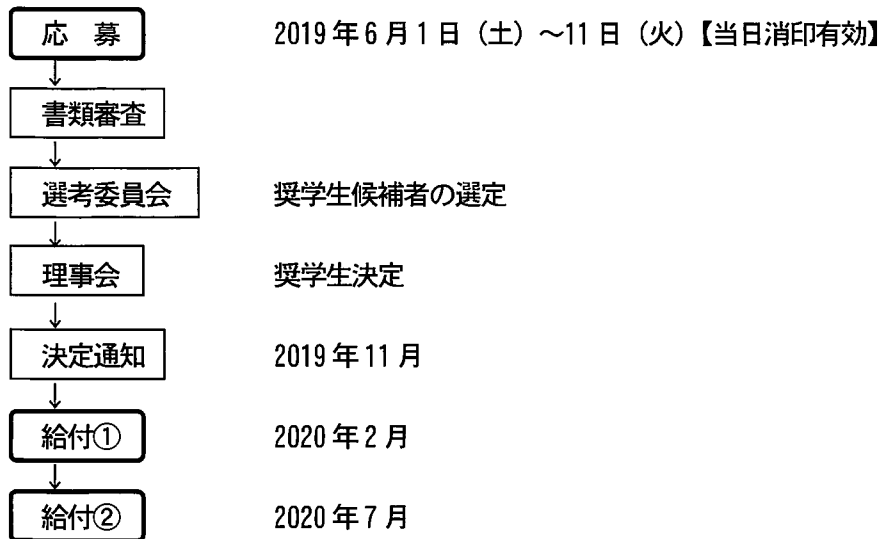 応 募 2019年6月1日（土）～11日（火）【当日消印有効】
書類審査
選考委員会 奨学生候補者の選定
理事会 奨学生決定
決定通知 2019年11月
給付① 2020年2月
給付② 2020年7月